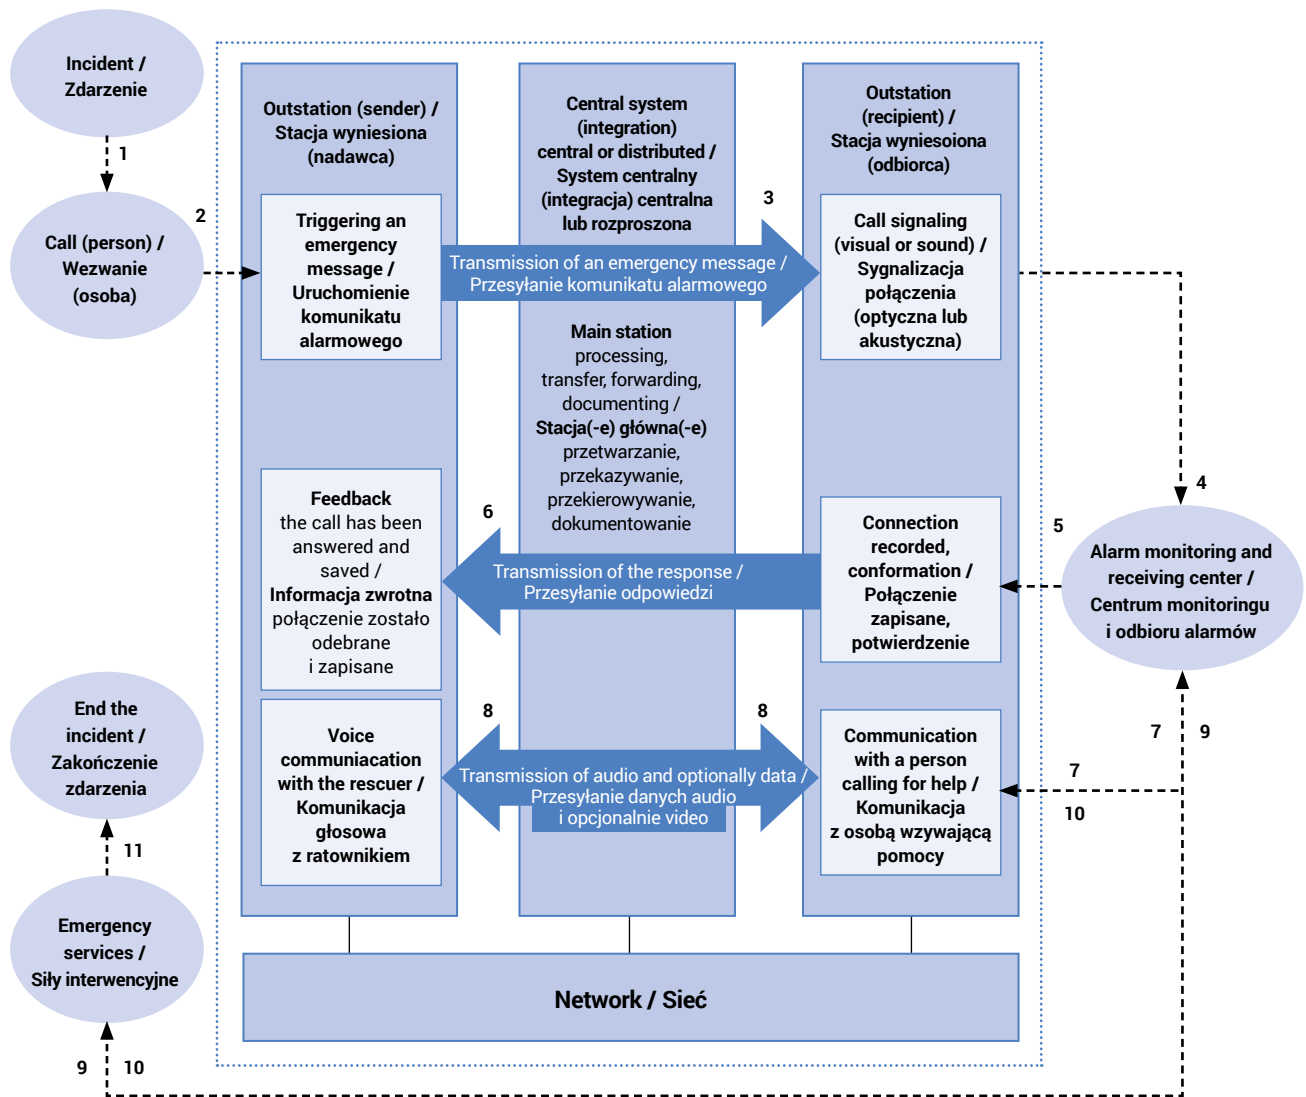 Incident /
Zdarzenie
1
Call (person) /
Wezwanie
(osoba)
2
Outstation (sender) /
Stacja wyniesiona
(nadawca)
Triggering an
emergency
message /
Uruchomienie
komunikatu
alarmowego
Central system
(integration)
central or distributed /
System centralny
(integracja) centralna
lub rozproszona
3
Transmission of an emergency message /
Przesyłanie komunikatu alarmowego
Main station
processing,
transfer, forwarding,
documenting /
Stacja(-e) główna(-e)
przetwarzanie,
przekazywanie,
przekierowywanie,
dokumentowanie
Outstation
(recipient) /
Stacja wyniesoiona
(odbiorca)
Call signaling
(visual or sound) /
Sygnalizacja
połączenia
(optyczna lub
akustyczna)
4
Alarm monitoring and
receiving center /
Centrum monitoringu
i odbioru alarmów
5
Connection
recorded,
conformation /
Połączenie
zapisane,
potwierdzenie
6
Transmission of the response /
Przesyłanie odpowiedzi
Feedback
the call has been
answered and
saved /
Informacja zwrotna
połączenie zostało
odebrane
i zapisane
7 9
7
10
Communication
with a person
calling for help /
Komunikacja
z osobą wzywającą
pomocy
8 8
Transmission of audio and optionally data /
Przesyłanie danych audio
i opcjonalnie video
Voice
communiacation
with the rescuer /
Komunikacja
głosowa
z ratownikiem
End the
incident /
Zakończenie
zdarzenia
11
Emergency
services /
Siły interwencyjne
9 10
Network / Sieć